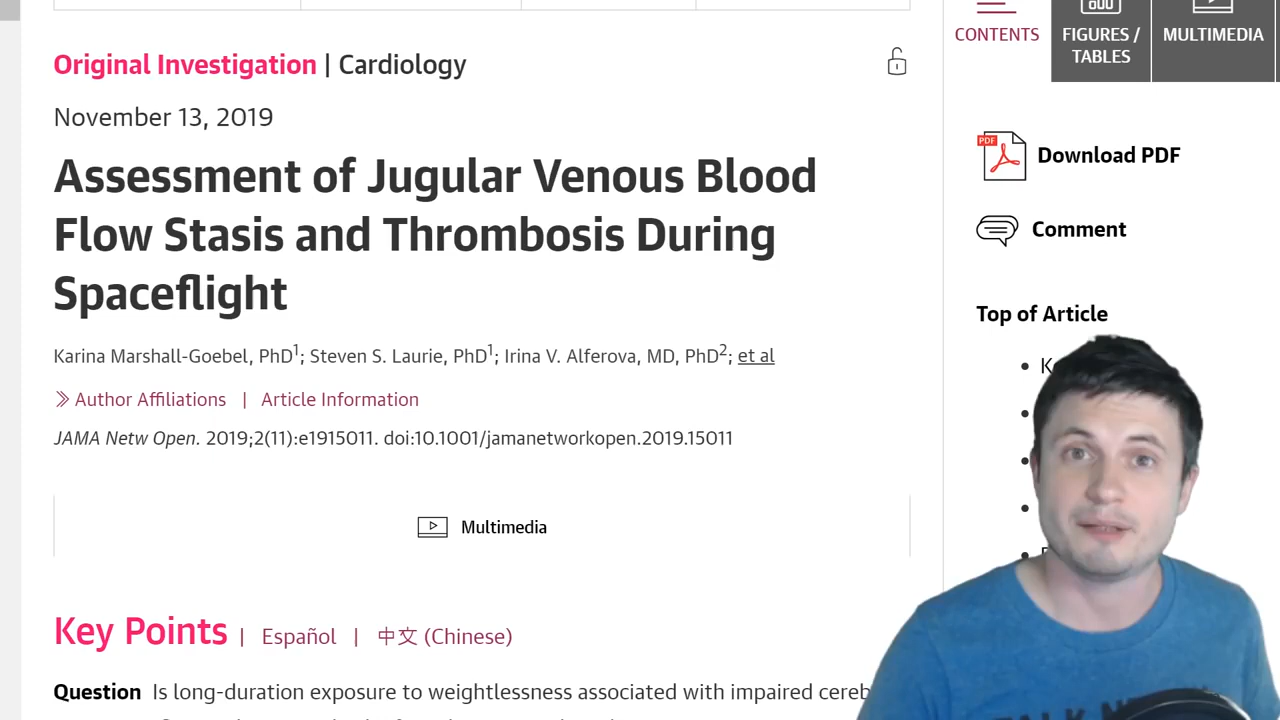 CONTENTS
FIGURES /
TABLES
MULTIMEDIA
Original Investigation | Cardiology
November 13, 2019
Assessment of Jugular Venous Blood
Flow Stasis and Thrombosis During
Spaceflight
Karina Marshall-Goebel, PhD1; Steven S. Laurie, PhD1; Irina V. Alferova, MD, PhD2; et al
Author Affiliations | Article Information
JAMA Netw Open. 2019;2(11):e1915011. doi:10.1001/jamanetworkopen.2019.15011
PDF
Download PDF
Comment
Top of Article
Multimedia
Key Points | Español | 中文 (Chinese)
Question Is long-duration exposure to weightlessness associated with impaired cereb
TALK